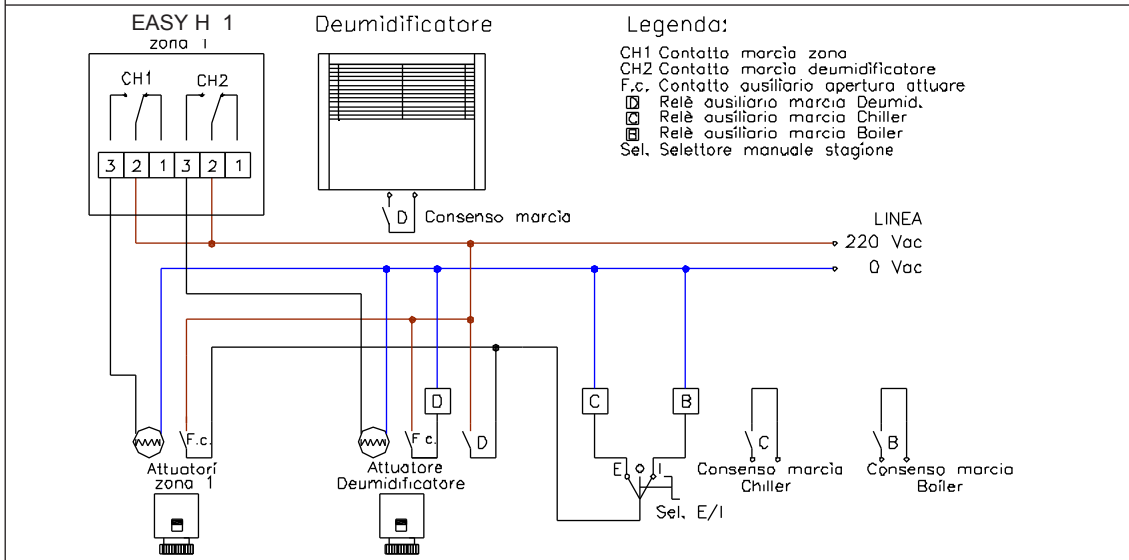 EASY H 1
zona 1
Deumidificatore
Legenda:
CH1 Contatto marcia zona
CH2 Contatto marcia deumidificatore
F.c. Contatto ausiliario apertura attuare
D Relè ausiliario marcia Deumid.
C Relè ausiliario marcia Chiller
B Relè ausiliario marcia Boiler
Sel. Selettore manuale stagione
CH1
CH2
3 2 1 3 2 1
D Consenso marcia
LINEA
220 Vac
0 Vac
D
C
B
F.c.
F.c.
D
E 0 I
C
B
Attuatori
zona 1
Attuatore
Deumidificatore
Sel. E/I
Consenso marcia
Chiller
Consenso marcia
Boiler